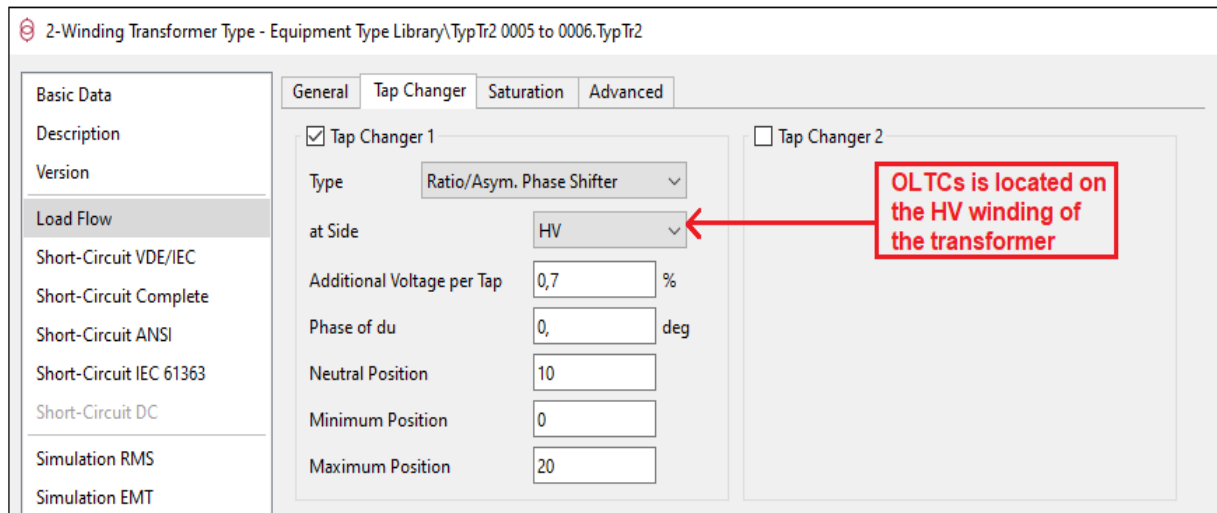 2-Winding Transformer Type - Equipment Type Library\TypTr2 0005 to 0006.TypTr2
Basic Data
Description
Version
Load Flow
Short-Circuit VDE/IEC
Short-Circuit Complete
Short-Circuit ANSI
Short-Circuit IEC 61363
Short-Circuit DC
Simulation RMS
Simulation EMT
General Tap Changer Saturation Advanced
Tap Changer 1
Type Ratio/Asym. Phase Shifter
at Side HV
Additional Voltage per Tap 0,7 %
Phase of du 0, deg
Neutral Position 10
Minimum Position 0
Maximum Position 20
Tap Changer 2
OLTCs is located on
the HV winding of
the transformer